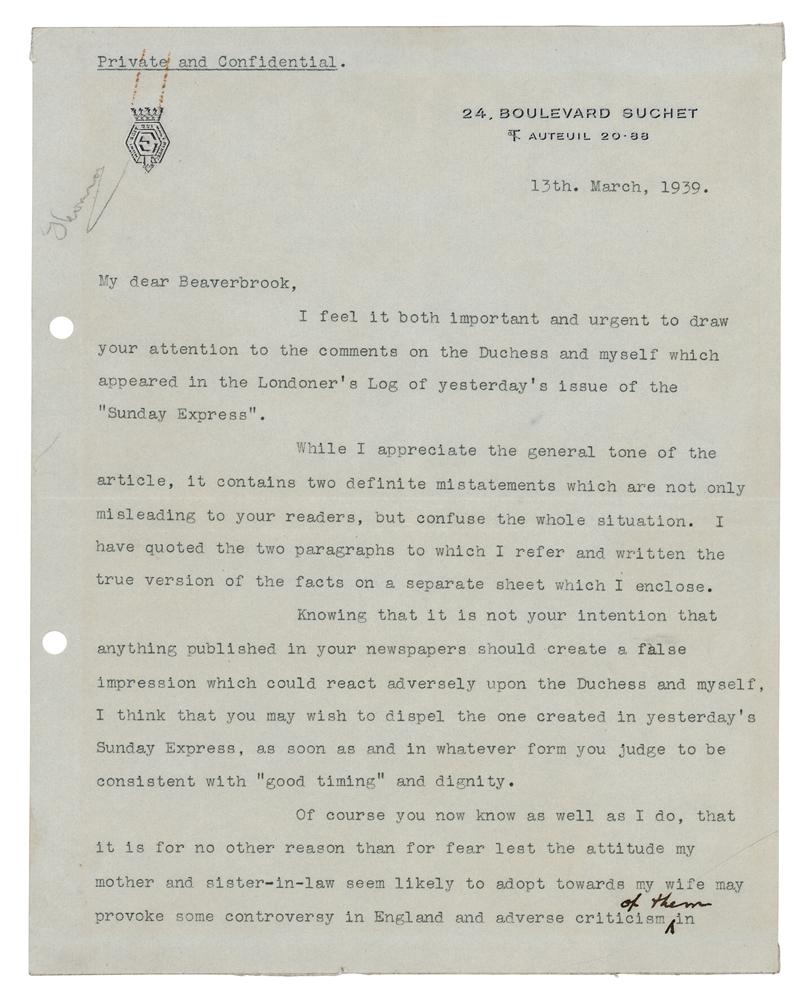 Private and Confidential.
24, BOULEVARD SUCHET
AUTEUIL 20·88
13th. March, 1939.
My dear Beaverbrook,
I feel it both important and urgent to draw
your attention to the comments on the Duchess and myself which
appeared in the Londoner's Log of yesterday's issue of the
"Sunday Express".
While I appreciate the general tone of the
article, it contains two definite mistatements which are not only
misleading to your readers, but confuse the whole situation. I
have quoted the two paragraphs to which I refer and written the
true version of the facts on a separate sheet which I enclose.
Knowing that it is not your intention that
anything published in your newspapers should create a false
impression which could react adversely upon the Duchess and myself,
I think that you may wish to dispel the one created in yesterday's
Sunday Express, as soon as and in whatever form you judge to be
consistent with "good timing" and dignity.
Of course you now know as well as I do, that
it is for no other reason than for fear lest the attitude my
mother and sister-in-law seem likely to adopt towards my wife may
of them
provoke some controversy in England and adverse criticism in